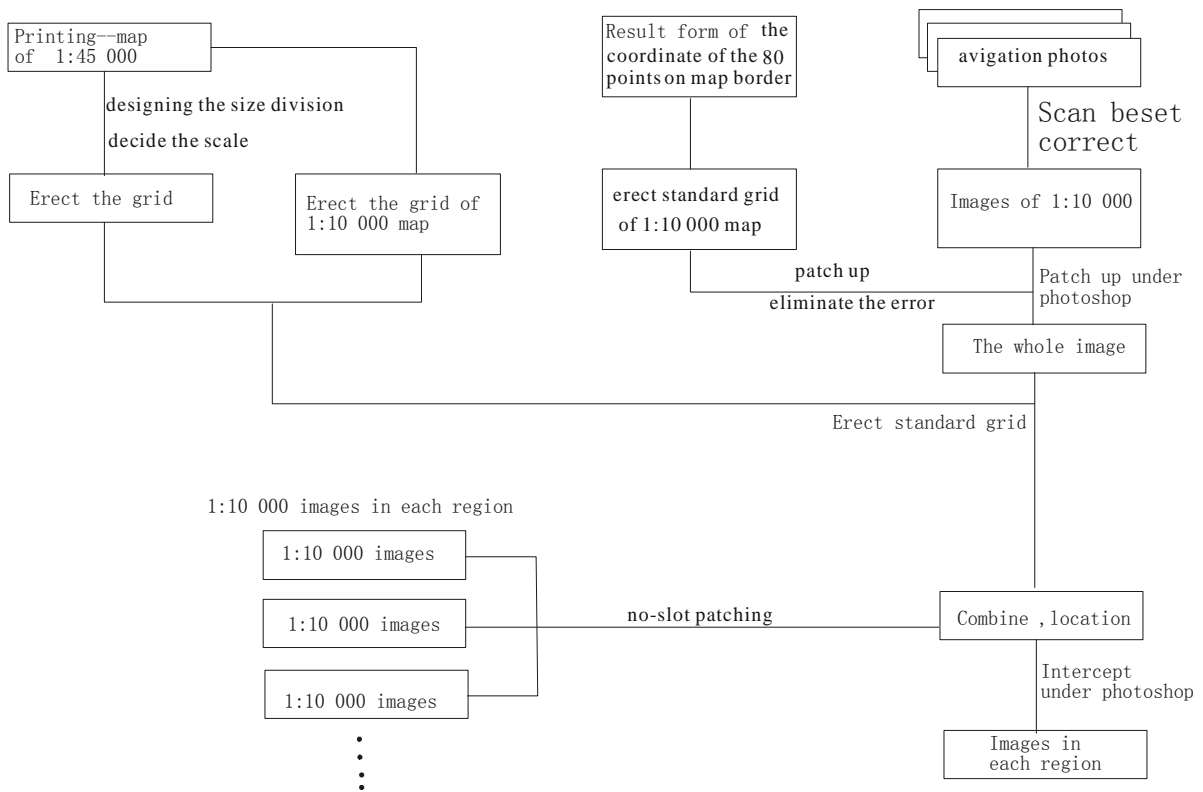 Printing--map
of 1:45 000
designing the size division
decide the scale
Erect the grid
Erect the grid of
1:10 000 map
Result form of the
coordinate of the 80
points on map border
erect standard grid
of 1:10 000 map
avigation photos
Scan beset
correct
Images of 1:10 000
patch up
eliminate the error
Patch up under
photoshop
The whole image
Erect standard grid
1:10 000 images in each region
1:10 000 images
1:10 000 images
1:10 000 images
no-slot patching
Combine ,location
Intercept
under photoshop
Images in
each region